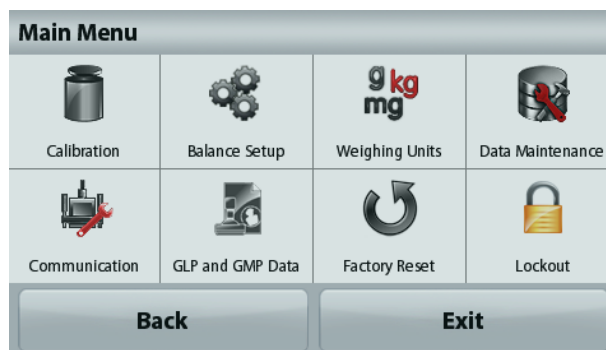 Main Menu
g kg
mg
Calibration
Balance Setup
Weighing Units
Data Maintenance
Communication
GLP and GMP Data
Factory Reset
Lockout
Back
Exit